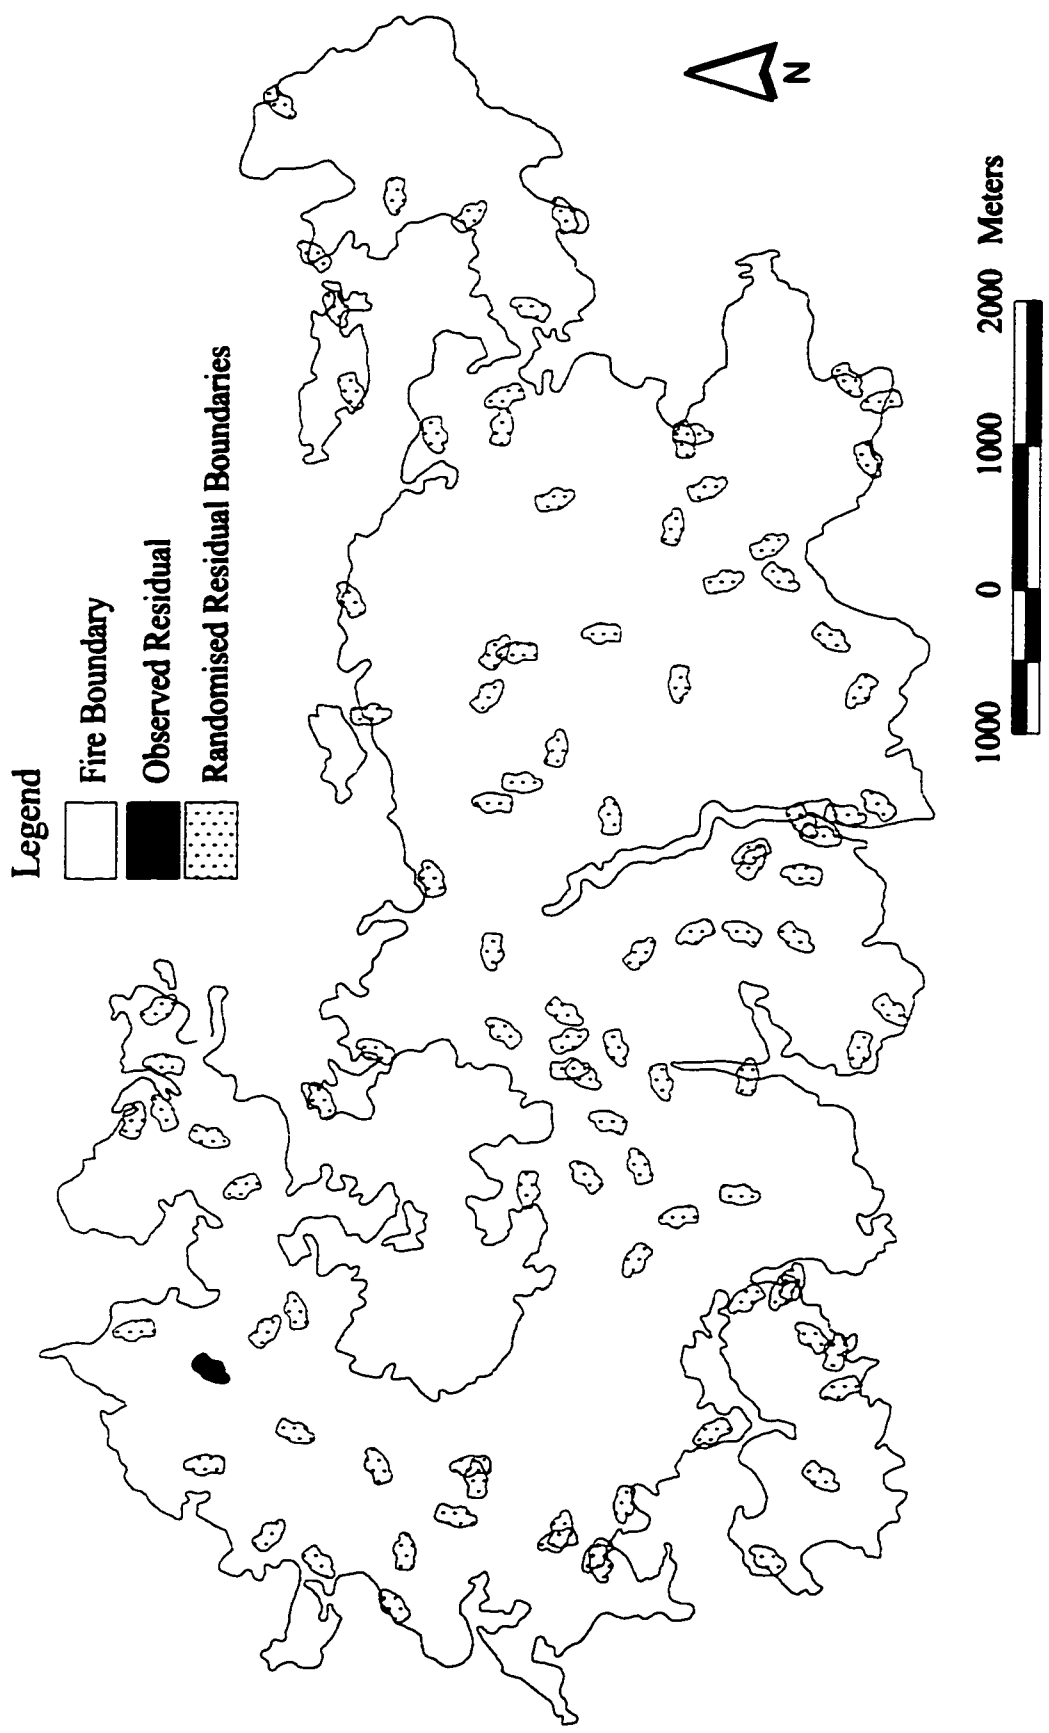 Legend
Fire Boundary
Observed Residual
Randomised Residual Boundaries
1000 0 1000 2000 Meters
N